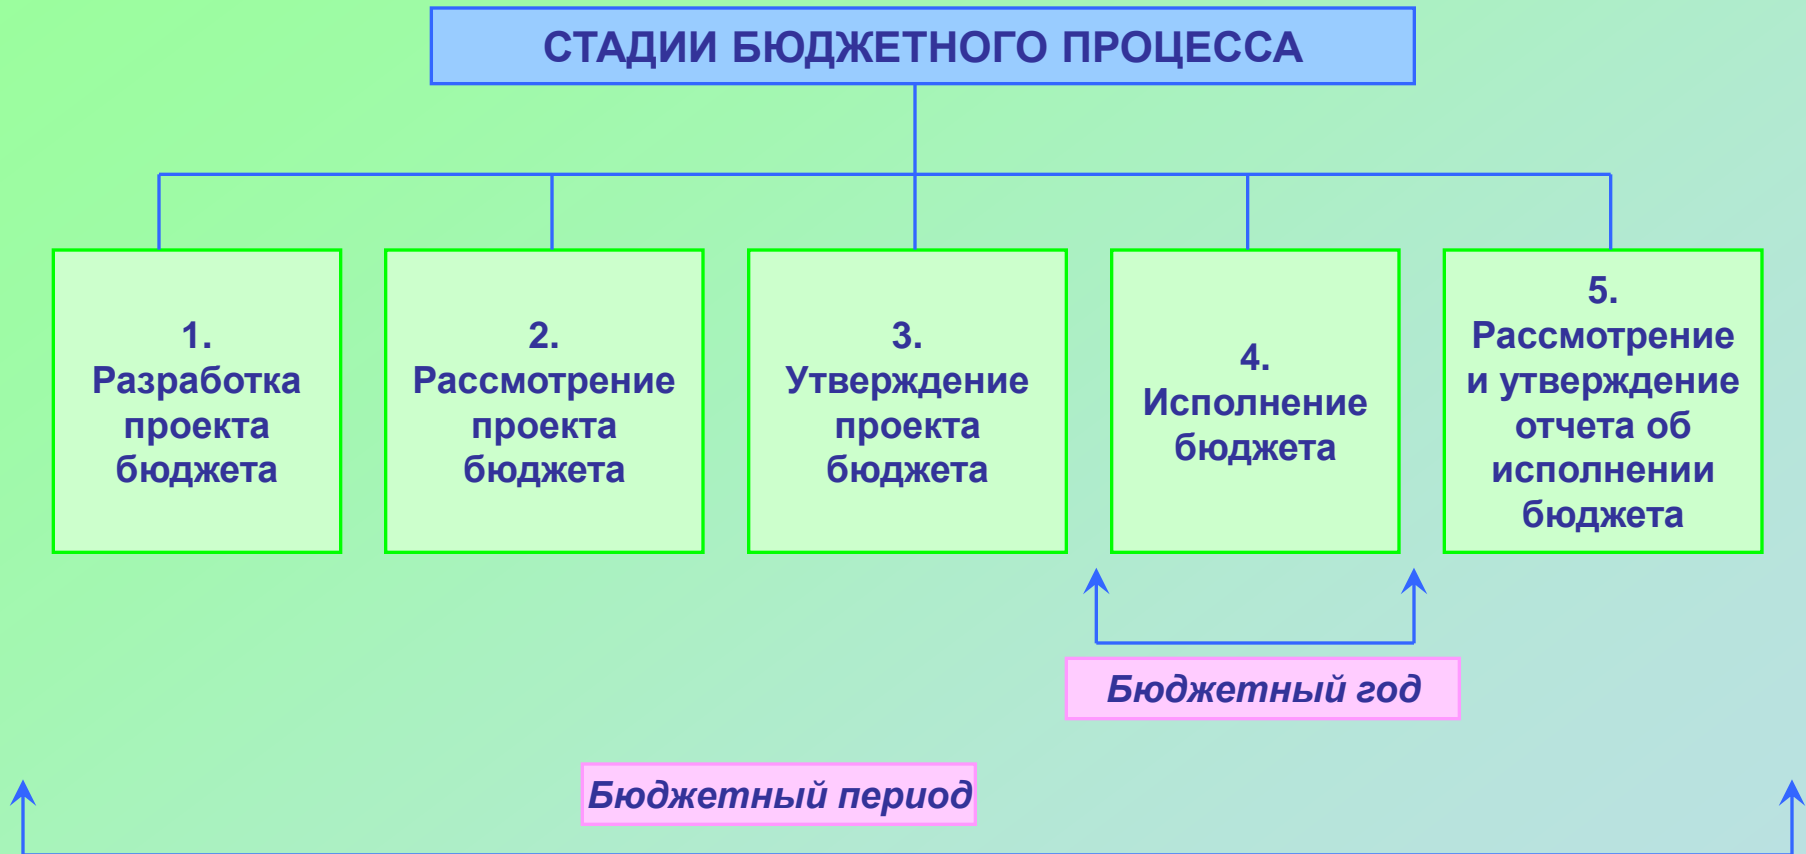 СТАДИИ БЮДЖЕТНОГО ПРОЦЕССА
1.
Разработка
проекта
бюджета
2.
Рассмотрение
проекта
бюджета
3.
Утверждение
проекта
бюджета
4.
Исполнение
бюджета
5.
Рассмотрение
и утверждение
отчета об
исполнении
бюджета
Бюджетный год
Бюджетный период